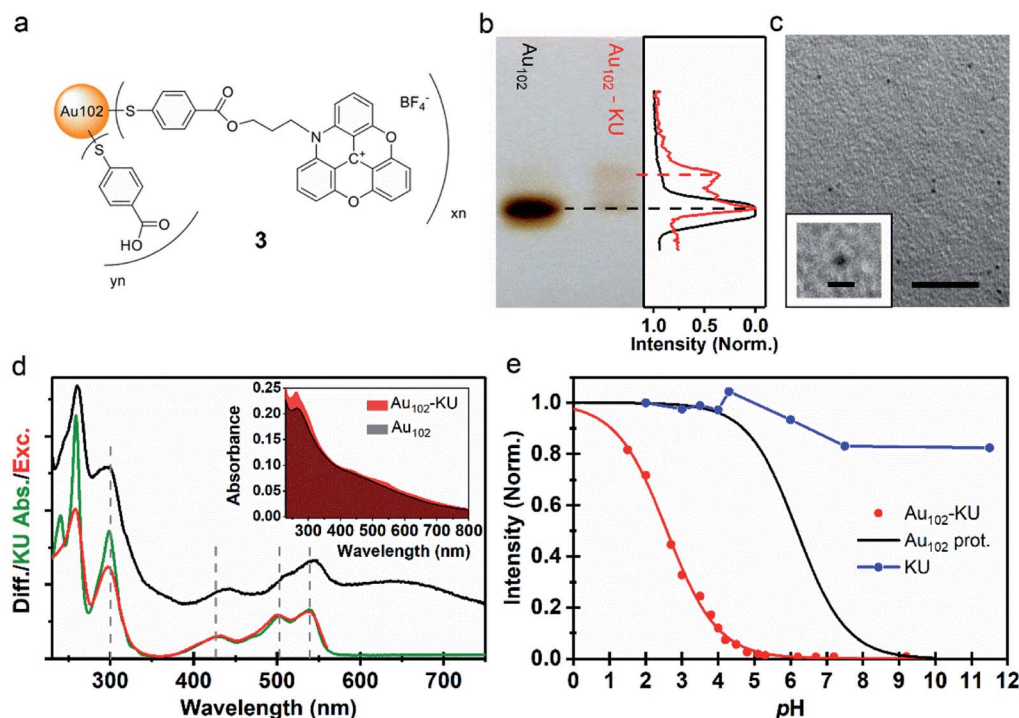 a
Au102
S
O
O
N
BF₄⁻
O
C⁺
O
S
O
HO
yn
xn
3
b
Au₁₀₂
Au₁₀₂ - KU
1.0 0.5 0.0
Intensity (Norm.)
c
d
Diff./KU Abs./Exc.
300 400 500 600 700
Wavelength (nm)
Absorbance
0.25
0.20
0.15
0.10
0.05
0.00
300 400 500 600 700 800
Wavelength (nm)
Au₁₀₂-KU
Au₁₀₂
e
Intensity (Norm.)
1.0
0.8
0.6
0.4
0.2
0.0
0 1 2 3 4 5 6 7 8 9 10 11 12
pH
Au₁₀₂-KU
Au₁₀₂ prot.
KU